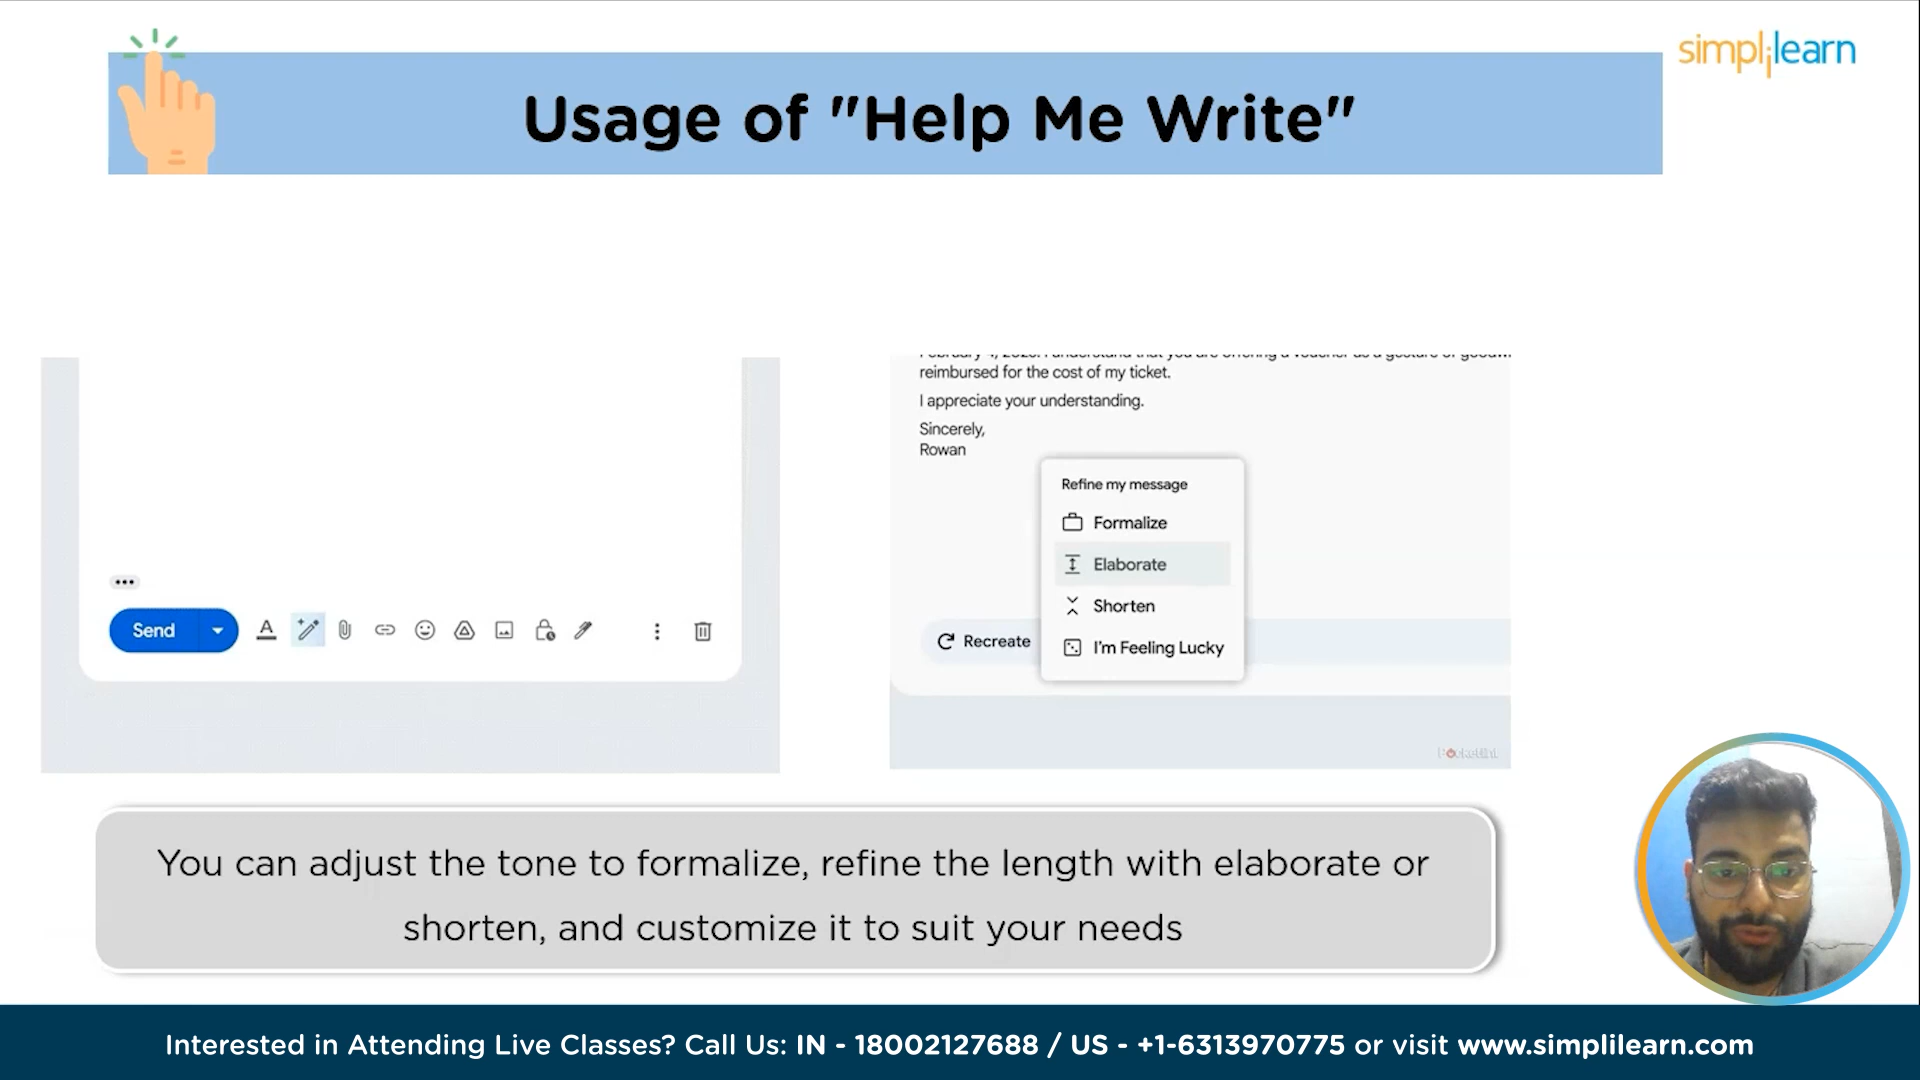 simplilearn
Usage of "Help Me Write"
reimbursed for the cost of my ticket.
I appreciate your understanding.
Sincerely,
Rowan
Refine my message
Formalize
Elaborate
Shorten
I'm Feeling Lucky
Recreate
Send
A
Pocketlint
You can adjust the tone to formalize, refine the length with elaborate or
shorten, and customize it to suit your needs
Interested in Attending Live Classes? Call Us: IN - 18002127688 / US - +1-6313970775 or visit www.simplilearn.com